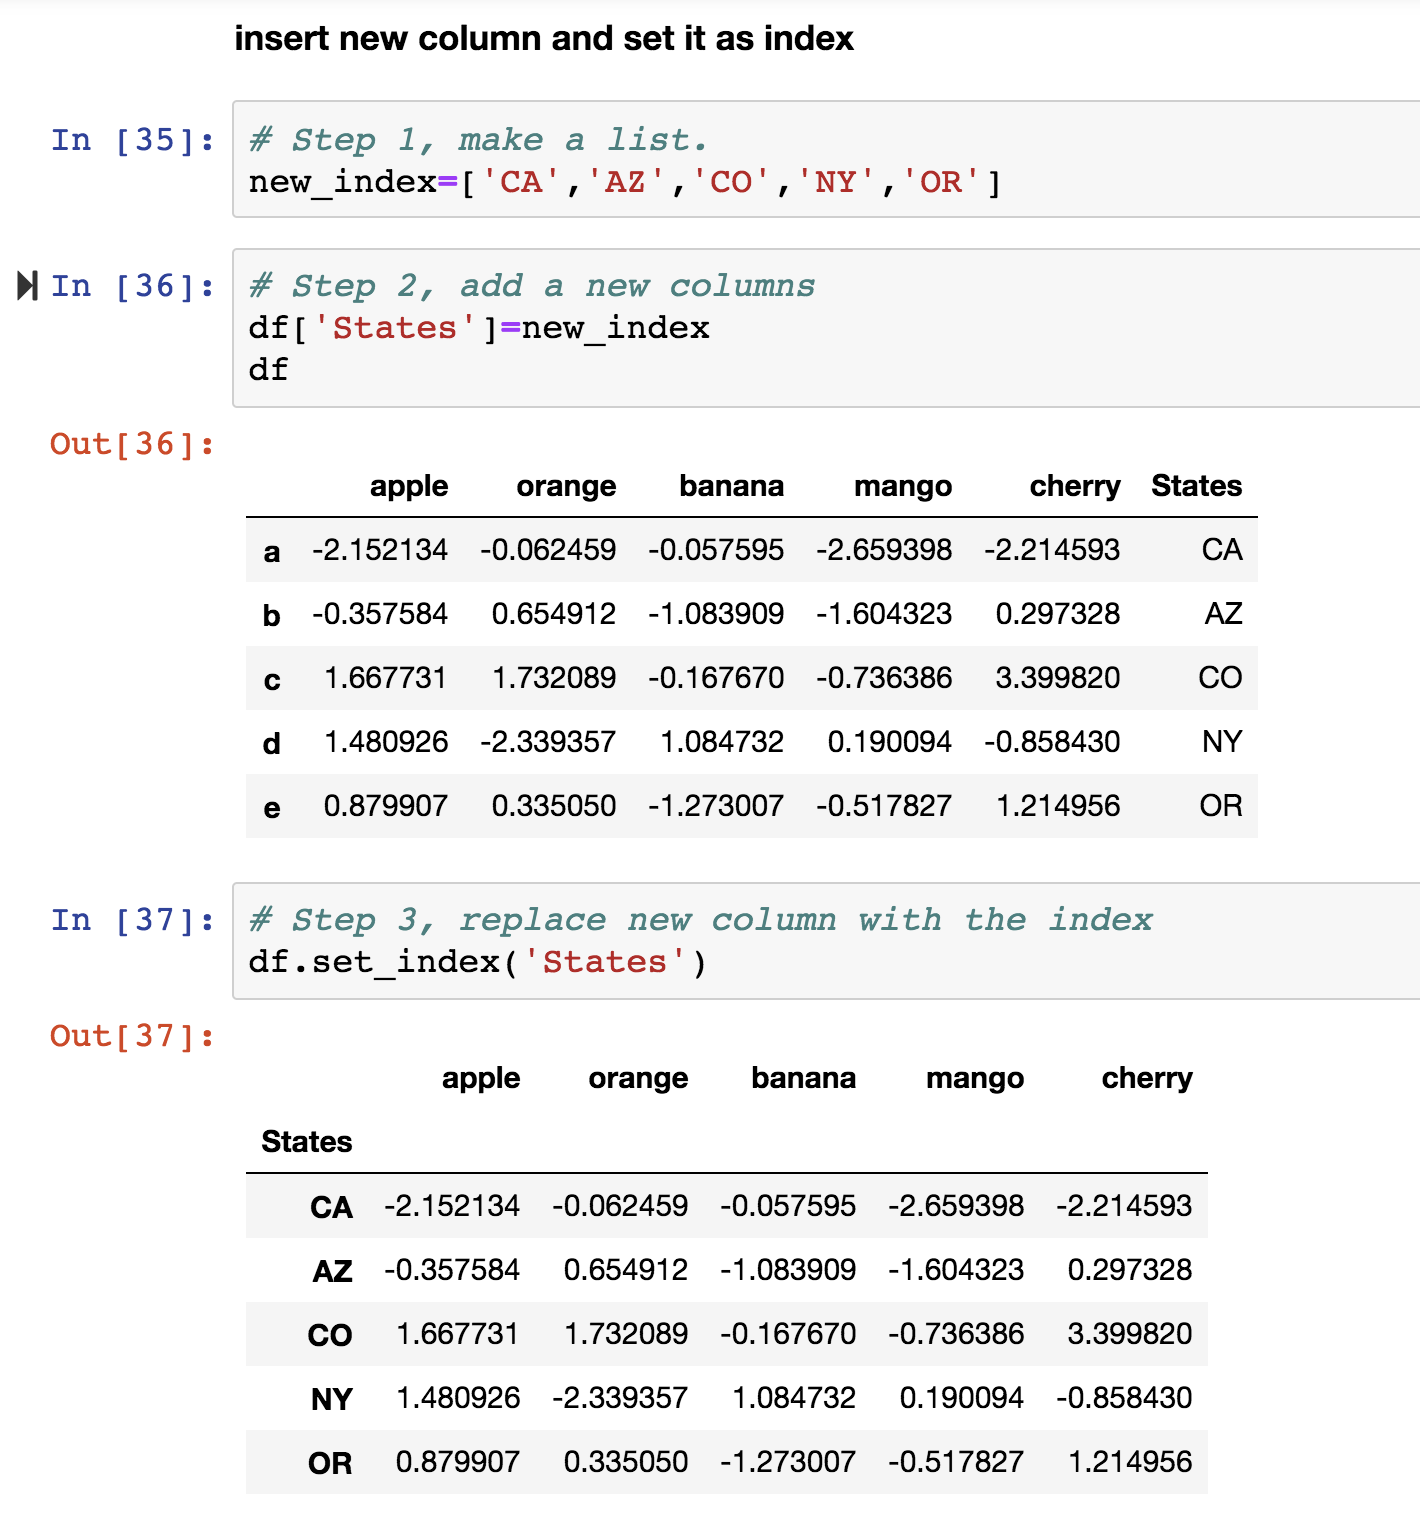 insert new column and set it as index
In [35]: # Step 1, make a list.
new_index=['CA','AZ','CO','NY','OR']
In [36]: # Step 2, add a new columns
df['States']=new_index
df
Out[36]:
apple orange banana mango cherry States
a -2.152134 -0.062459 -0.057595 -2.659398 -2.214593 CA
b -0.357584 0.654912 -1.083909 -1.604323 0.297328 AZ
c 1.667731 1.732089 -0.167670 -0.736386 3.399820 CO
d 1.480926 -2.339357 1.084732 0.190094 -0.858430 NY
e 0.879907 0.335050 -1.273007 -0.517827 1.214956 OR
In [37]: # Step 3, replace new column with the index
df.set_index('States')
Out[37]:
apple orange banana mango cherry
States
CA -2.152134 -0.062459 -0.057595 -2.659398 -2.214593
AZ -0.357584 0.654912 -1.083909 -1.604323 0.297328
CO 1.667731 1.732089 -0.167670 -0.736386 3.399820
NY 1.480926 -2.339357 1.084732 0.190094 -0.858430
OR 0.879907 0.335050 -1.273007 -0.517827 1.214956